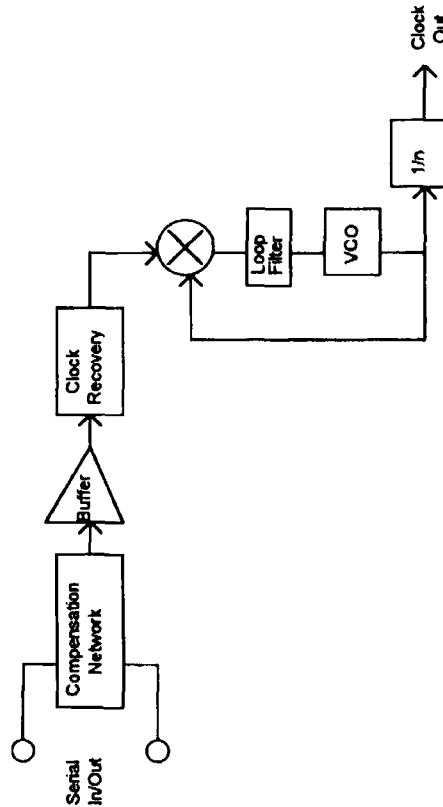 Serial
In/Out
Compensation
Network
Buffer
Clock
Recovery
Loop
Filter
VCO
1/n
Clock
Out